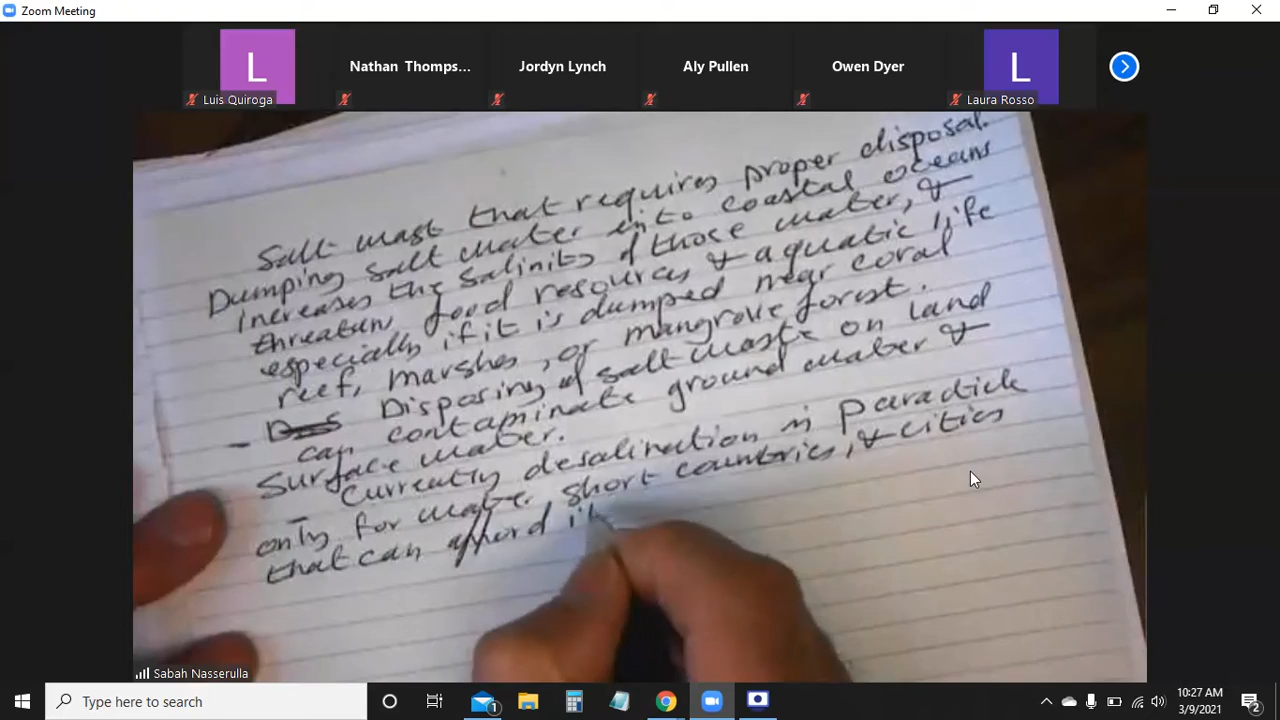 Zoom Meeting
L
Luis Quiroga
Nathan Thomps...
Jordyn Lynch
Aly Pullen
Owen Dyer
L
Laura Rosso
Salt wast that requires proper disposal.
Dumping salt water into coastal oceans
increases the salinity of those water, &
threatens food resources & aquatic life
especially if it is dumped near coral
reef, marshes, or mangrove forest.
- Disposing of salt waste on land
can contaminate ground water &
Surface water.
- Currently desalination is
only for water short countries, & cities
that can afford it
Sabah Nasserulla
Type here to search
1
10:27 AM
3/9/2021
2